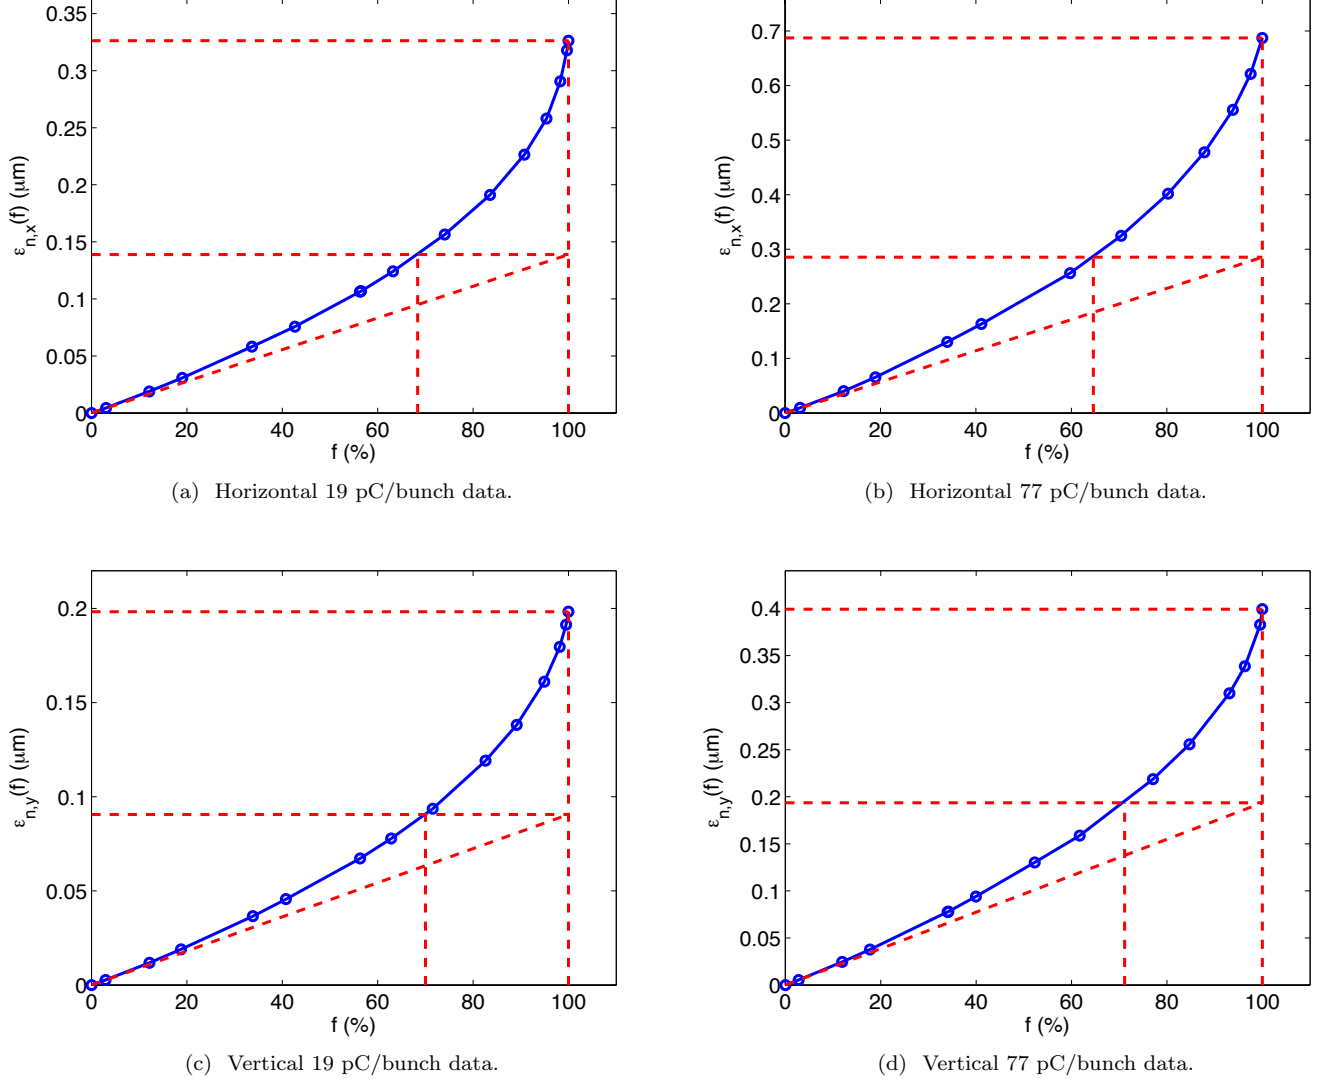 0.35
0.3
0.25
0.2
0.15
0.1
0.05
0
0 20 40 60 80 100
ε_{n,x}(f) (μm)
f (%)
(a) Horizontal 19 pC/bunch data.
0.7
0.6
0.5
0.4
0.3
0.2
0.1
0
0 20 40 60 80 100
ε_{n,x}(f) (μm)
f (%)
(b) Horizontal 77 pC/bunch data.
0.2
0.15
0.1
0.05
0
0 20 40 60 80 100
ε_{n,y}(f) (μm)
f (%)
(c) Vertical 19 pC/bunch data.
0.4
0.35
0.3
0.25
0.2
0.15
0.1
0.05
0
0 20 40 60 80 100
ε_{n,y}(f) (μm)
f (%)
(d) Vertical 77 pC/bunch data.